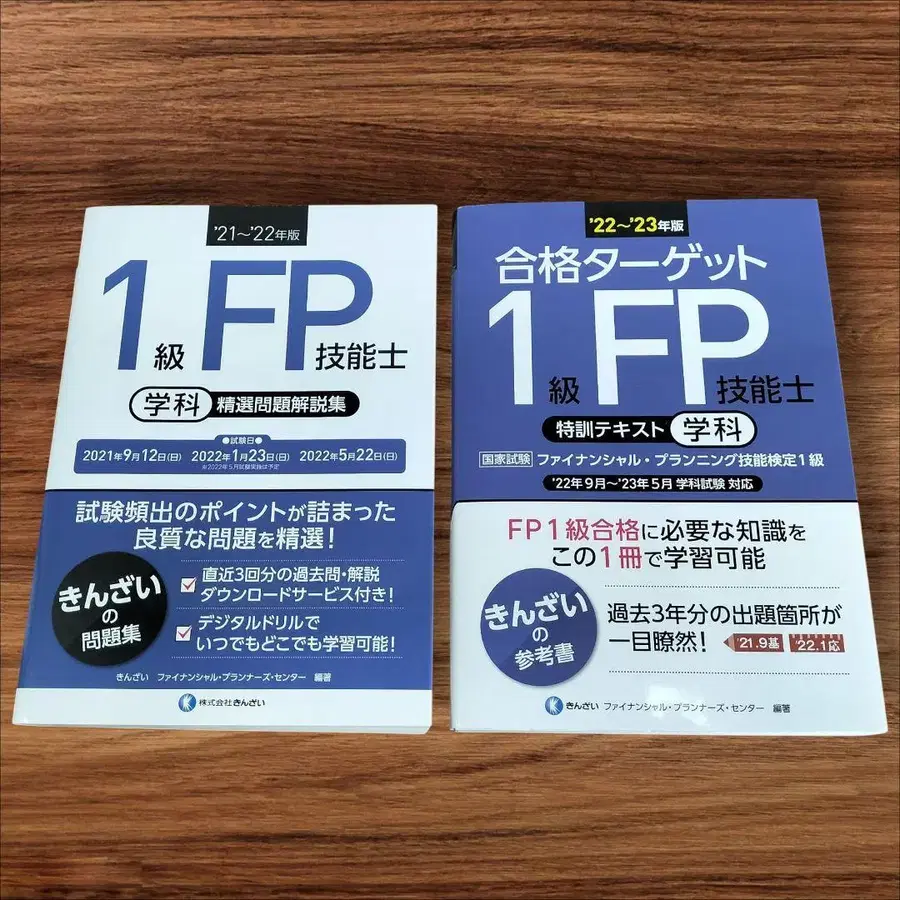 '21～'22年版
1級 FP 技能士
学科 精選問題解説集
●試験日●
2021年9月12日(日) 2022年1月23日(日) 2022年5月22日(日)
※2022年5月試験実施は予定
試験頻出のポイントが詰まった
良質な問題を精選！
きんざい
の
問題集
直近3回分の過去問・解説
ダウンロードサービス付き！
デジタルドリルで
いつでもどこでも学習可能！
きんざい ファイナンシャル・プランナーズ・センター 編著
株式会社きんざい
'22～'23年版
合格ターゲット
1級 FP 技能士
特訓テキスト 学科
国家試験 ファイナンシャル・プランニング技能検定1級
'22年9月～'23年5月 学科試験 対応
FP1級合格に必要な知識を
この1冊で学習可能
きんざい
の
参考書
過去3年分の出題箇所が
一目瞭然！ '21.9基 '22.1応
きんざい ファイナンシャル・プランナーズ・センター 編著